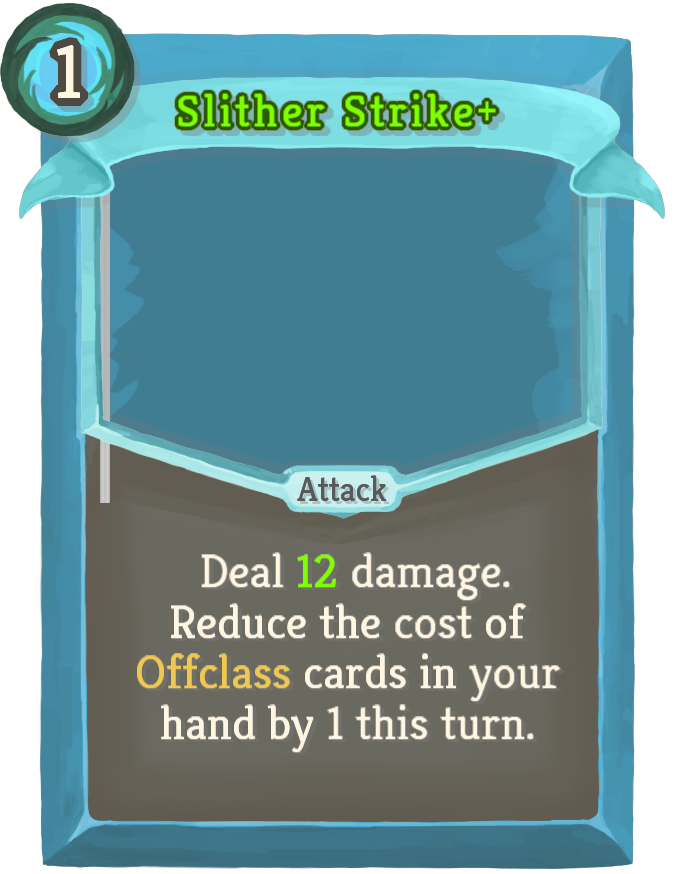 1
Slither Strike+
Attack
Deal 12 damage.
Reduce the cost of
Offclass cards in your
hand by 1 this turn.